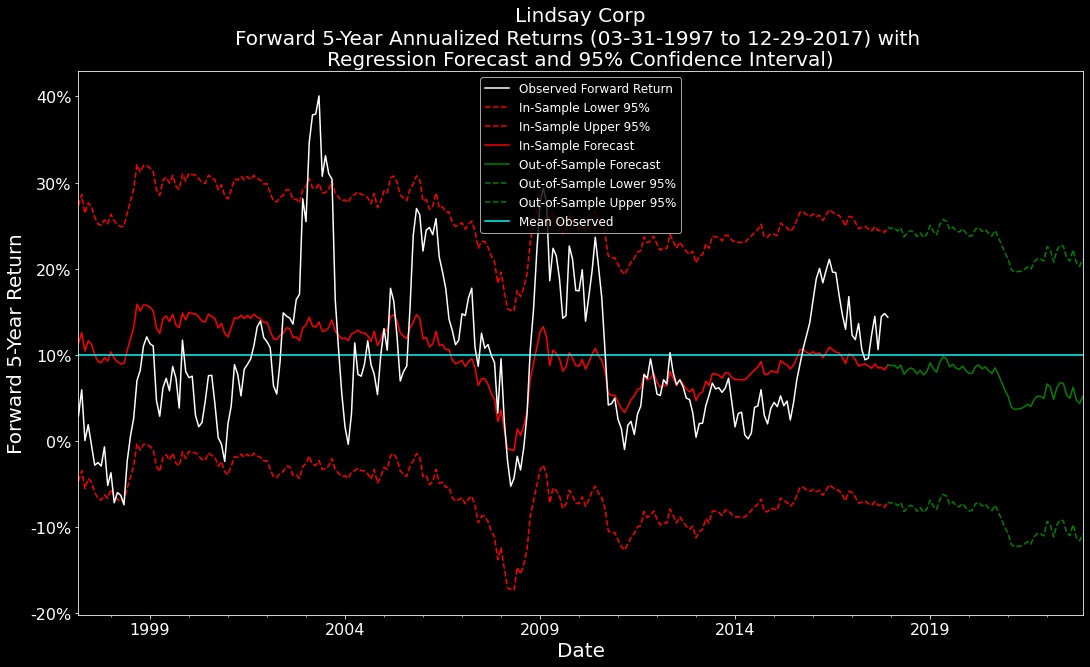 Lindsay Corp
Forward 5-Year Annualized Returns (03-31-1997 to 12-29-2017) with
Regression Forecast and 95% Confidence Interval)
Observed Forward Return
In-Sample Lower 95%
In-Sample Upper 95%
In-Sample Forecast
Out-of-Sample Forecast
Out-of-Sample Lower 95%
Out-of-Sample Upper 95%
Mean Observed
Forward 5-Year Return
40%
30%
20%
10%
0%
-10%
-20%
1999
2004
2009
2014
2019
Date